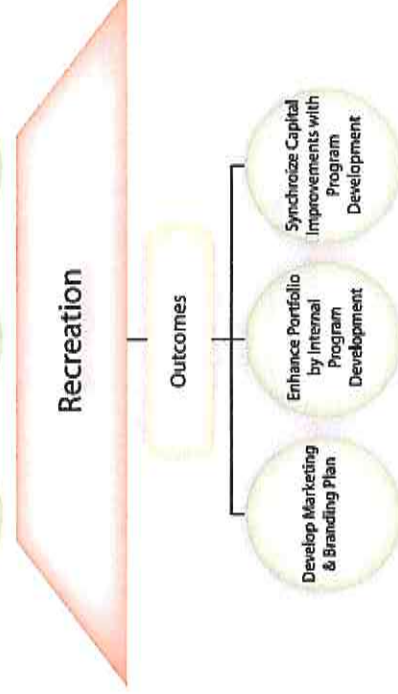 Recreation
Outcomes
Develop Marketing
& Branding Plan
Enhance Portfolio
by Internal
Program
Development
Synchroize Capital
Improvements with
Program
Development